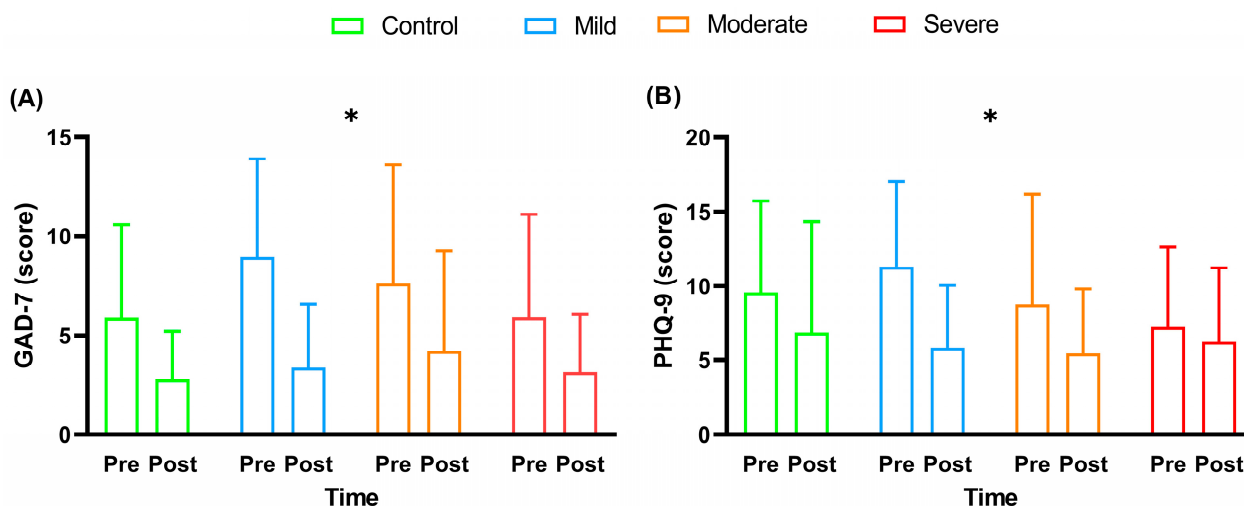 Control Mild Moderate Severe
(A)
*
15
10
5
0
GAD-7 (score)
Pre Post Pre Post Pre Post Pre Post
Time
(B)
*
20
15
10
5
0
PHQ-9 (score)
Pre Post Pre Post Pre Post Pre Post
Time